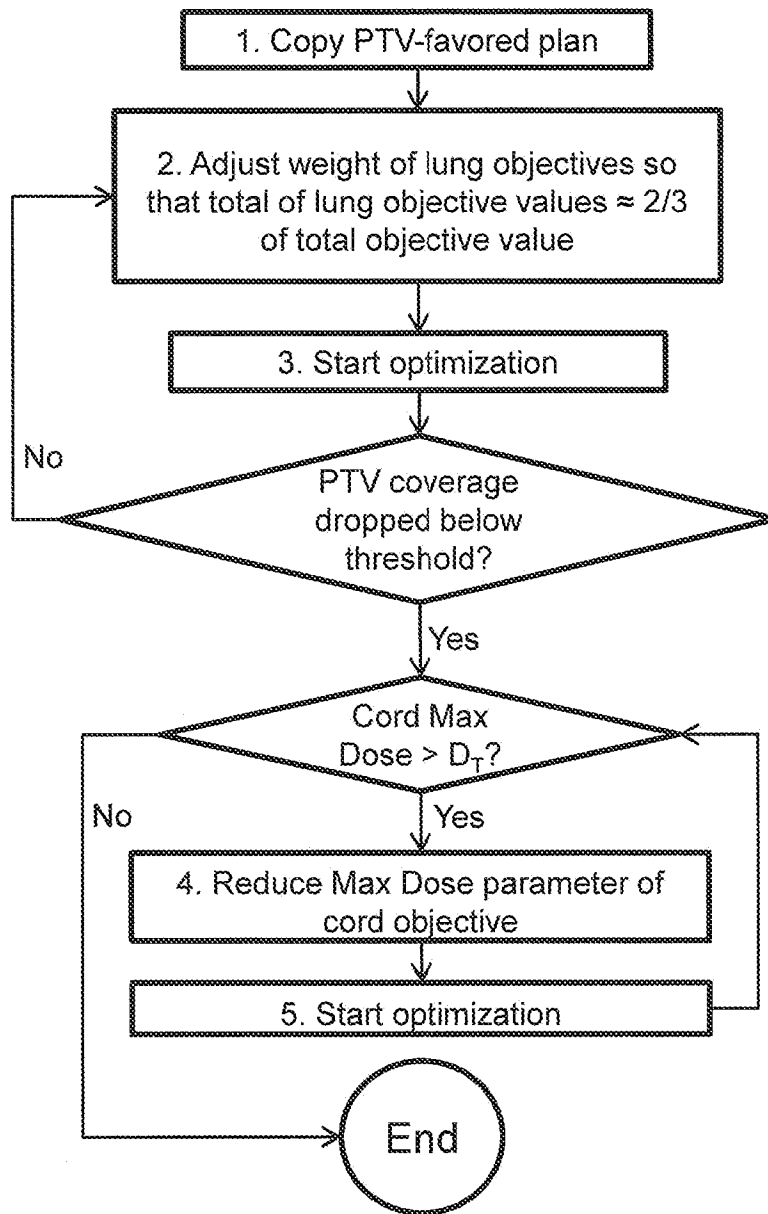 1. Copy PTV-favored plan
2. Adjust weight of lung objectives so
that total of lung objective values ≈ 2/3
of total objective value
3. Start optimization
No
PTV coverage
dropped below
threshold?
Yes
Cord Max
Dose > D_T?
No
Yes
4. Reduce Max Dose parameter of
cord objective
5. Start optimization
End